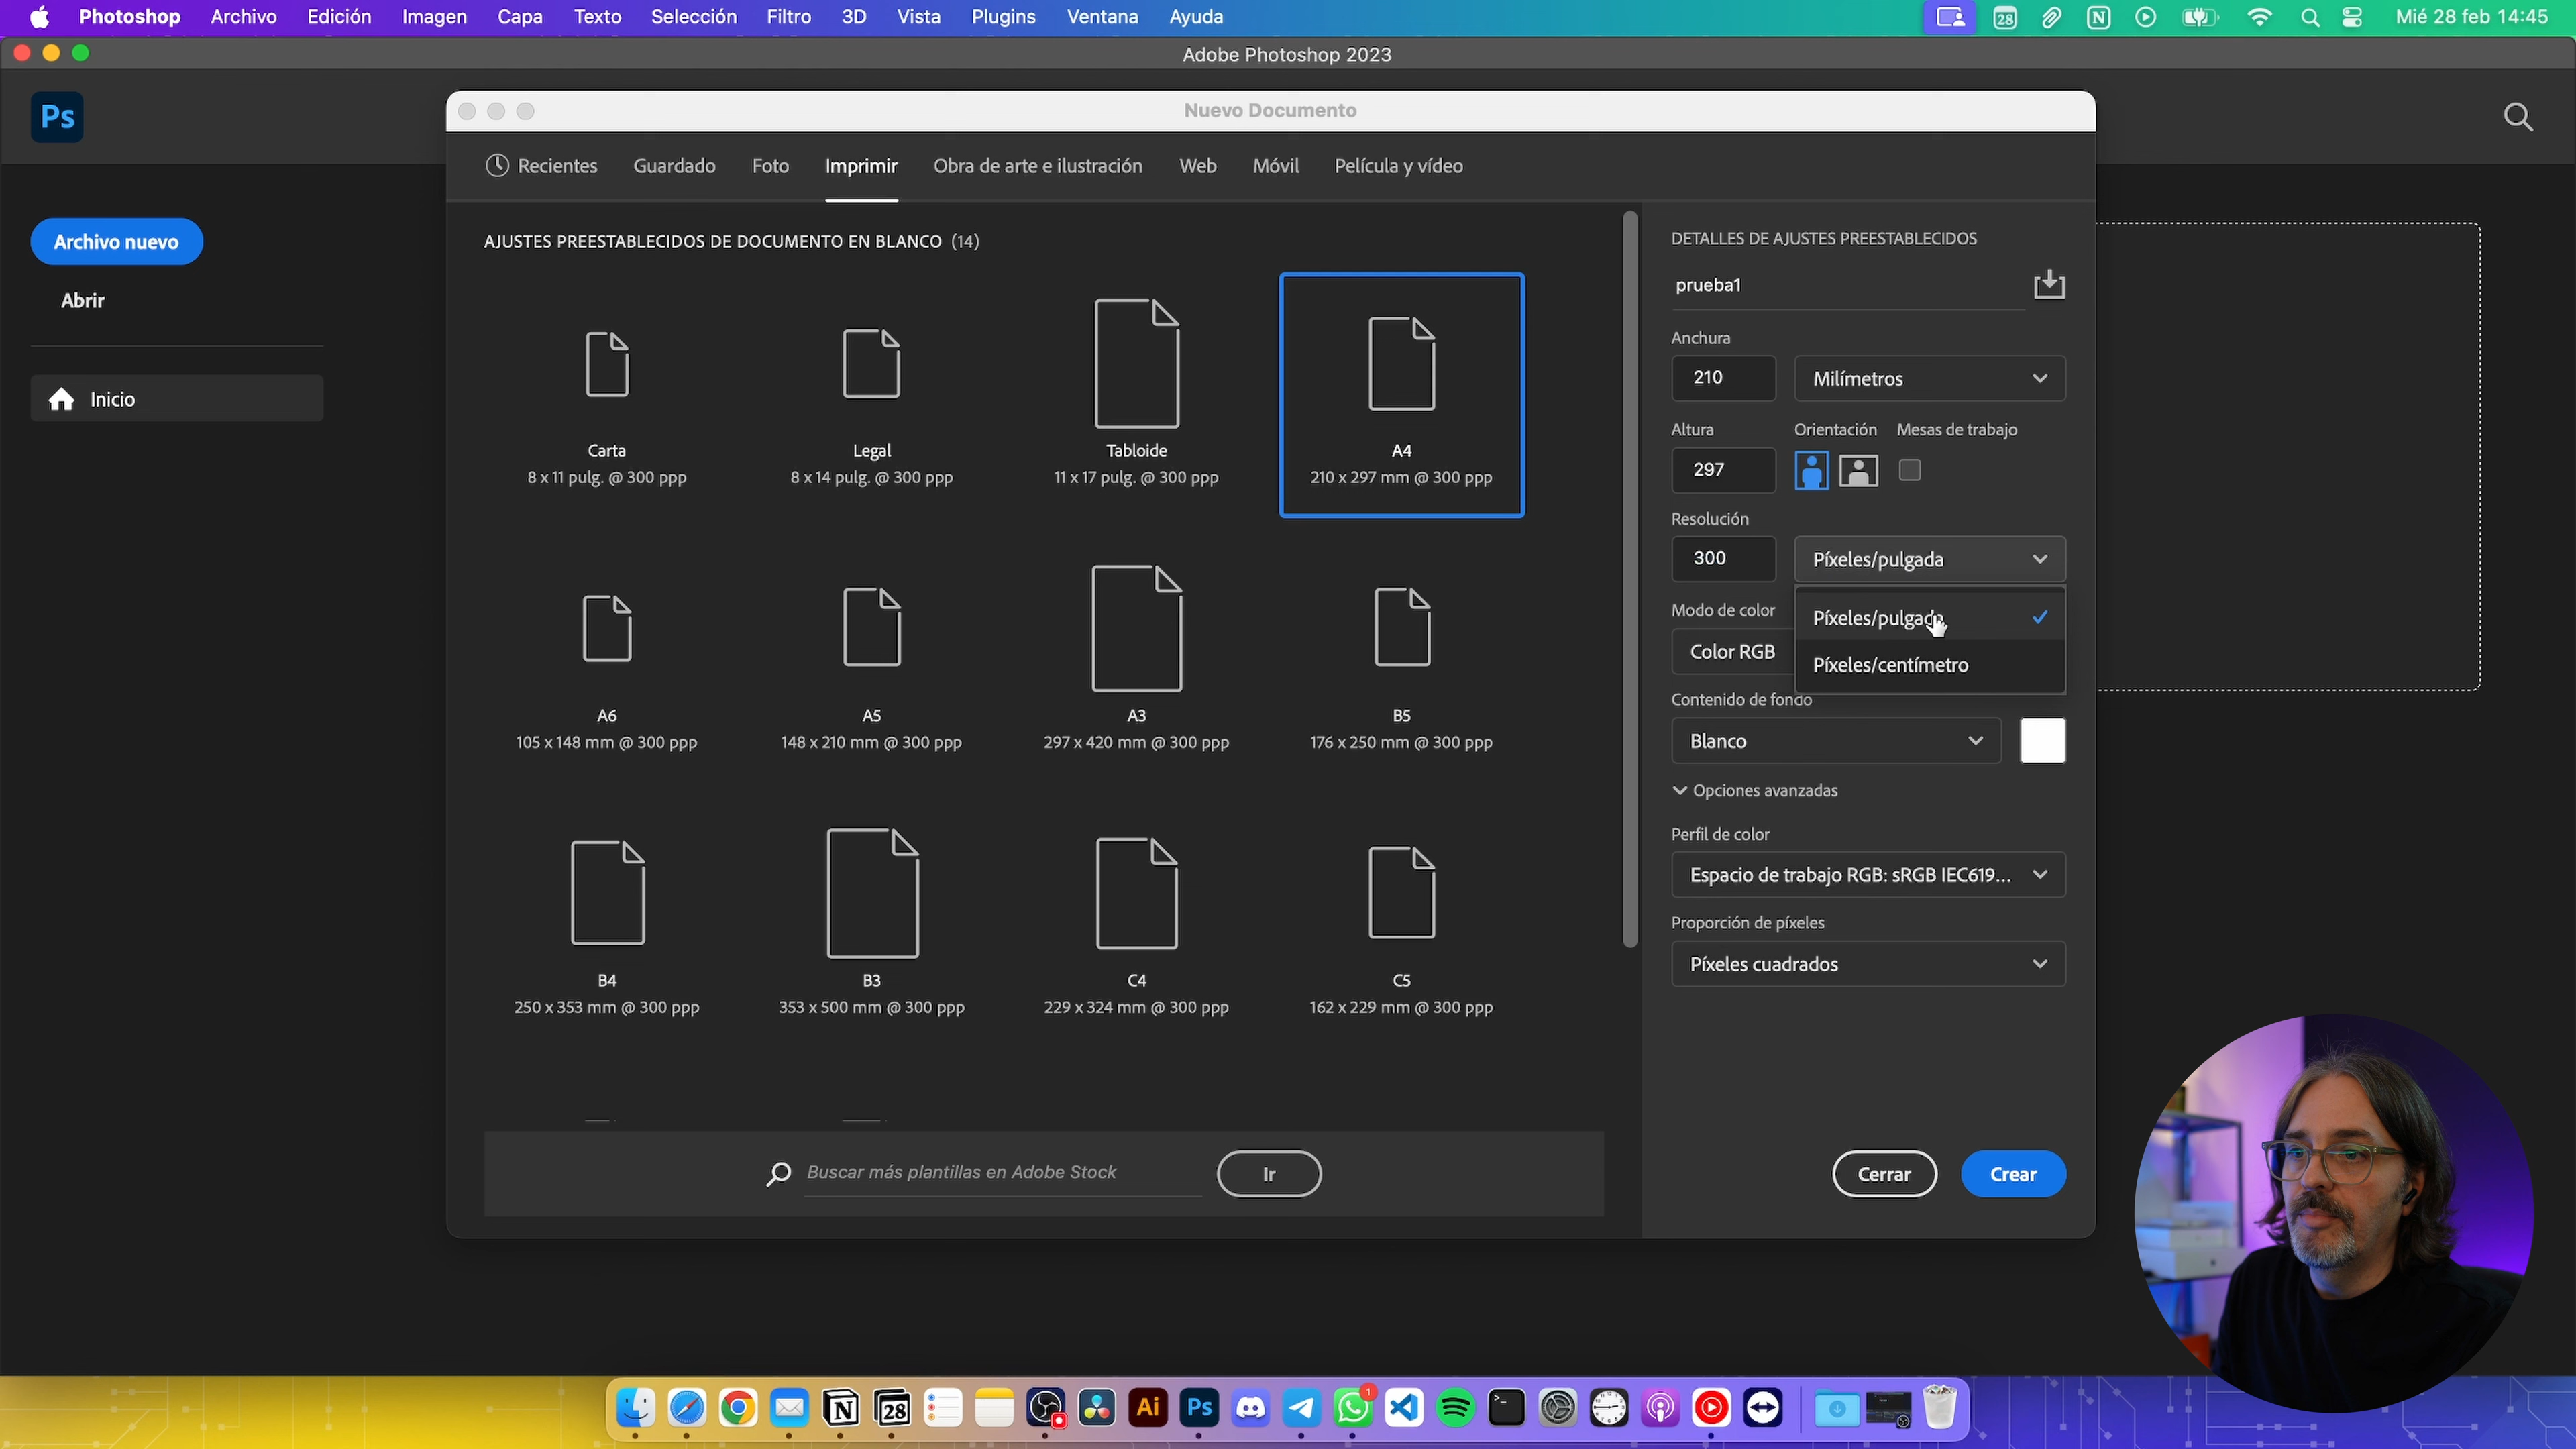 Photoshop Archivo Edición Imagen Capa Texto Selección Filtro 3D Vista Plugins Ventana Ayuda 28 N Mié 28 feb 14:45
Adobe Photoshop 2023
Ps
Nuevo Documento
Recientes Guardado Foto Imprimir Obra de arte e ilustración Web Móvil Película y vídeo
Archivo nuevo
Abrir
Inicio
AJUSTES PREESTABLECIDOS DE DOCUMENTO EN BLANCO (14)
Carta
8 x 11 pulg. @ 300 ppp
Legal
8 x 14 pulg. @ 300 ppp
Tabloide
11 x 17 pulg. @ 300 ppp
A4
210 x 297 mm @ 300 ppp
A6
105 x 148 mm @ 300 ppp
A5
148 x 210 mm @ 300 ppp
A3
297 x 420 mm @ 300 ppp
B5
176 x 250 mm @ 300 ppp
B4
250 x 353 mm @ 300 ppp
B3
353 x 500 mm @ 300 ppp
C4
229 x 324 mm @ 300 ppp
C5
162 x 229 mm @ 300 ppp
Buscar más plantillas en Adobe Stock
Ir
DETALLES DE AJUSTES PREESTABLECIDOS
prueba1
Anchura
210 Milímetros
Altura Orientación Mesas de trabajo
297
Resolución
300 Píxeles/pulgada
Píxeles/pulgada
Píxeles/centímetro
Modo de color
Color RGB
Contenido de fondo
Blanco
Opciones avanzadas
Perfil de color
Espacio de trabajo RGB: sRGB IEC619...
Proporción de píxeles
Píxeles cuadrados
Cerrar Crear
N 28 Ai Ps 1